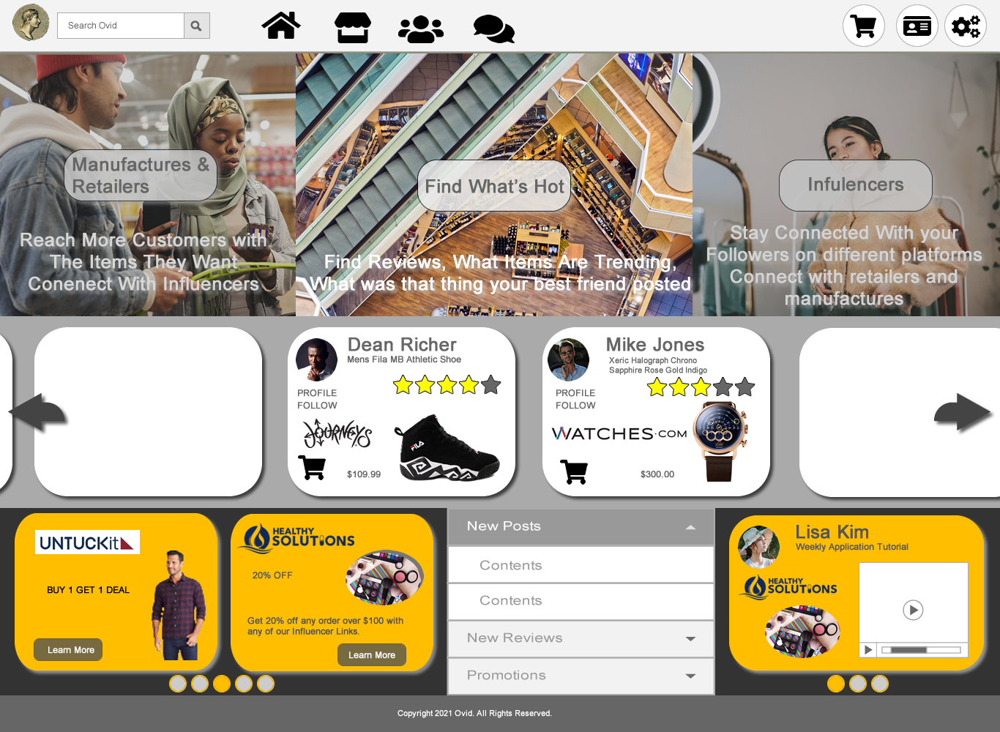 Search Ovid
Manufactures &
Retailers
Reach More Customers with
The Items They Want
Conenect With Influencers
Find What's Hot
Find Reviews, What Items Are Trending,
What was that thing your best friend posted
Infulencers
Stay Connected With your
Followers on different platforms
Connect with retailers and
manufactures
Dean Richer
Mens Fila MB Athletic Shoe
PROFILE
FOLLOW
JOURNEYS
FILA
$109.99
Mike Jones
Xeric Halograph Chrono
Sapphire Rose Gold Indigo
PROFILE
FOLLOW
WATCHES.COM
$300.00
UNTUCKit
BUY 1 GET 1 DEAL
Learn More
HEALTHY
SOLUTIONS
20% OFF
Get 20% off any order over $100 with
any of our Influencer Links.
Learn More
New Posts
Contents
Contents
New Reviews
Promotions
Lisa Kim
Weekly Application Tutorial
HEALTHY
SOLUTIONS
Copyright 2021 Ovid. All Rights Reserved.